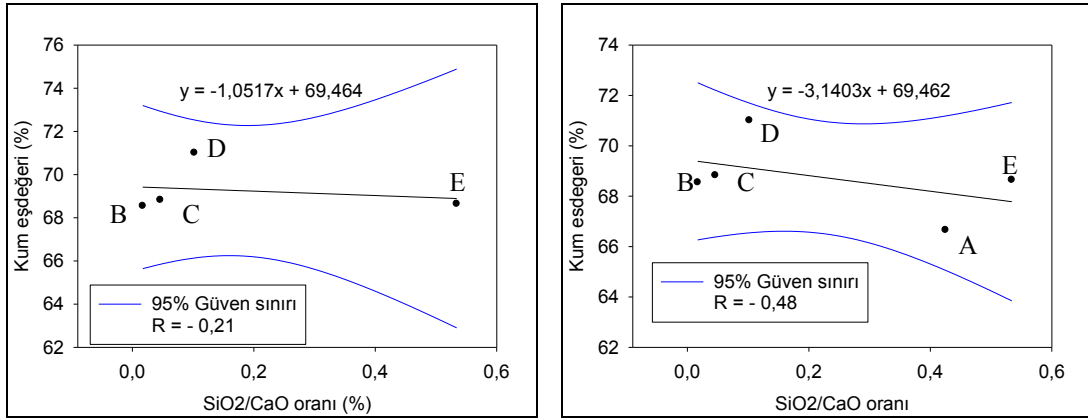 76
74
72
70
68
66
64
62
Kum eşdeğeri (%)
y = -1,0517x + 69,464
D
B
C
E
95% Güven sınırı
R = - 0,21
0,0
0,2
0,4
0,6
SiO2/CaO oranı (%)
74
72
70
68
66
64
62
Kum esdegeri (%)
y = -3,1403x + 69,462
D
B
C
E
A
95% Güven sınırı
R = - 0,48
0,0
0,2
0,4
0,6
SiO2/CaO oranı